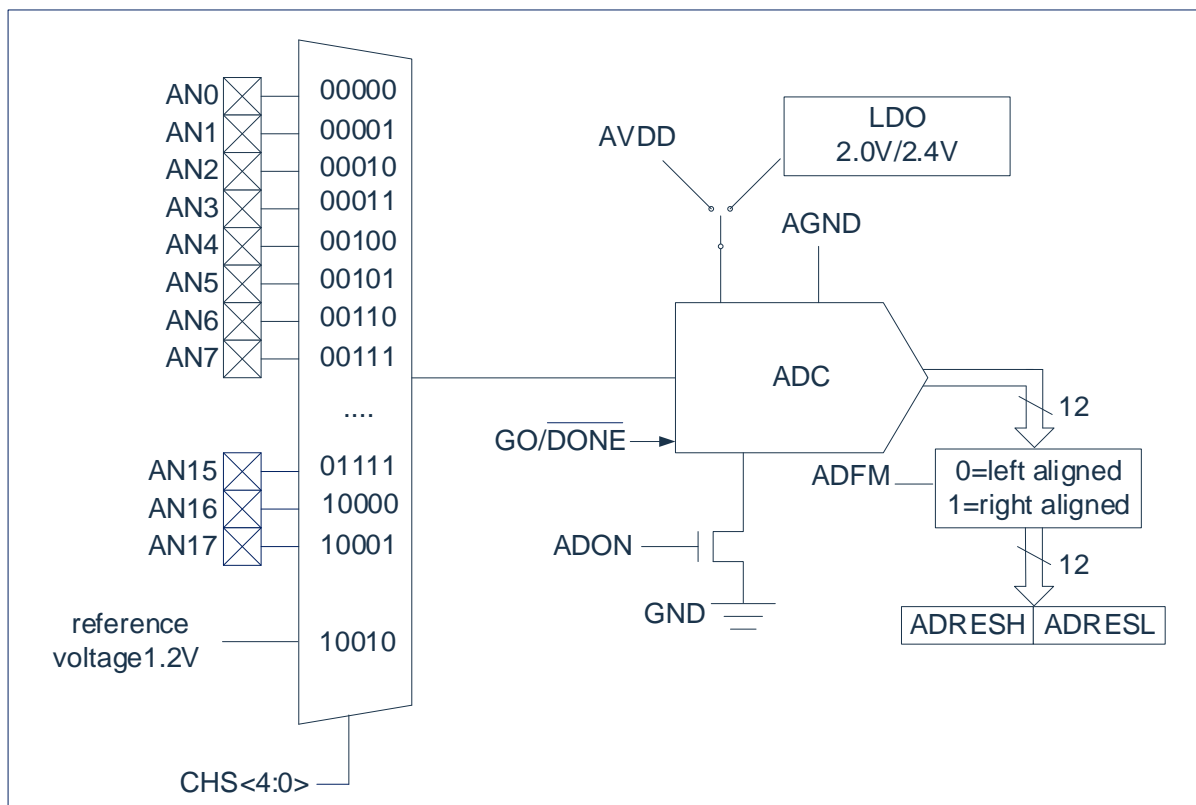 AN0
00000
AN1
00001
AN2
00010
AN3
00011
AN4
00100
AN5
00101
AN6
00110
AN7
00111
....
AN15
01111
AN16
10000
AN17
10001
reference
voltage1.2V
10010
CHS<4:0>
AVDD
LDO
2.0V/2.4V
AGND
ADC
GO/DONE
12
ADFM
0=left aligned
1=right aligned
ADON
12
GND
ADRESH
ADRESL